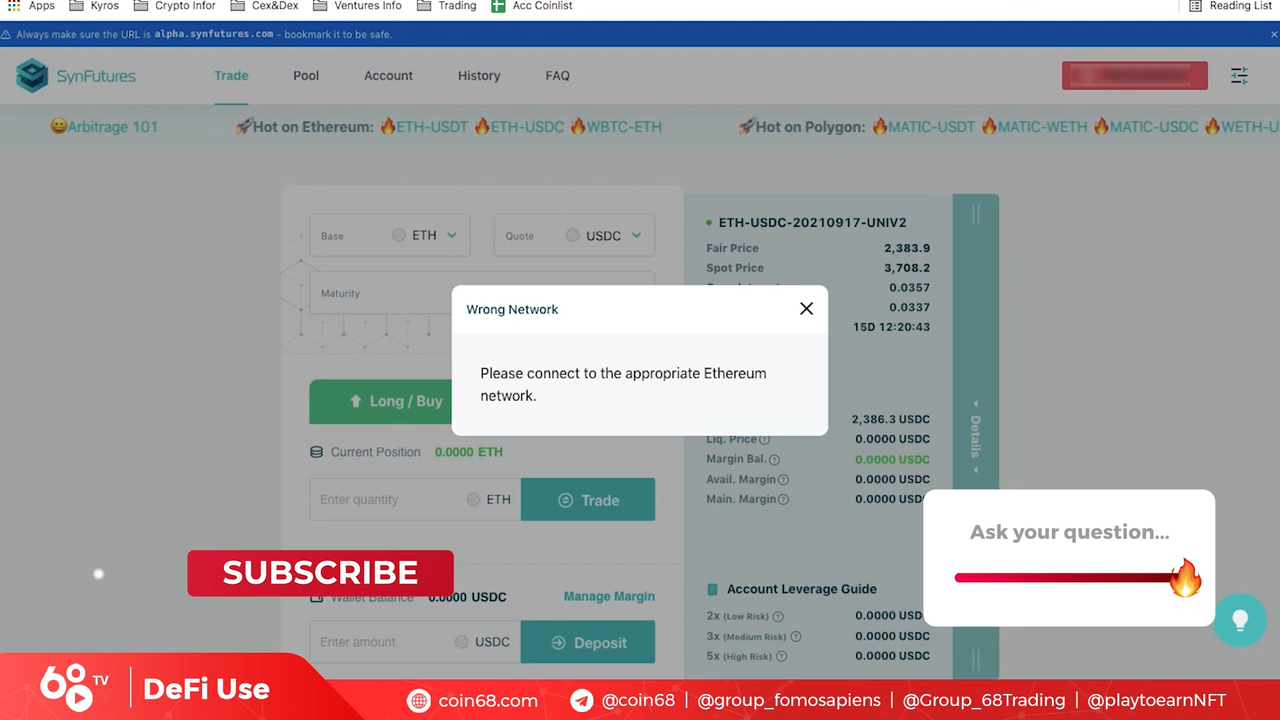 Apps Kyros Crypto Infor Cex&Dex Ventures Info Trading Acc Coinlist Reading List
Always make sure the URL is alpha.synfutures.com - bookmark it to be safe.
SynFutures Trade Pool Account History FAQ
Arbitrage 101 Hot on Ethereum: ETH-USDT ETH-USDC WBTC-ETH Hot on Polygon: MATIC-USDT MATIC-WETH MATIC-USDC WETH-U
Base ETH Quote USDC
Maturity
ETH-USDC-20210917-UNIV2
Fair Price 2,383.9
Spot Price 3,708.2
0.0357
0.0337
15D 12:20:43
Wrong Network
Please connect to the appropriate Ethereum
network.
Long / Buy
Current Position 0.0000 ETH
Enter quantity ETH Trade
2,386.3 USDC
Liq. Price 0.0000 USDC
Margin Bal. 0.0000 USDC
Avail. Margin 0.0000 USDC
Main. Margin 0.0000 USDC
Details
Ask your question...
SUBSCRIBE
Wallet Balance 0.0000 USDC Manage Margin
Enter amount USDC Deposit
Account Leverage Guide
2x (Low Risk) 0.0000 USDC
3x (Medium Risk) 0.0000 USDC
5x (High Risk) 0.0000 USDC
68 TV DeFi Use coin68.com @coin68 | @group_fomosapiens | @Group_68Trading | @playtoearnNFT